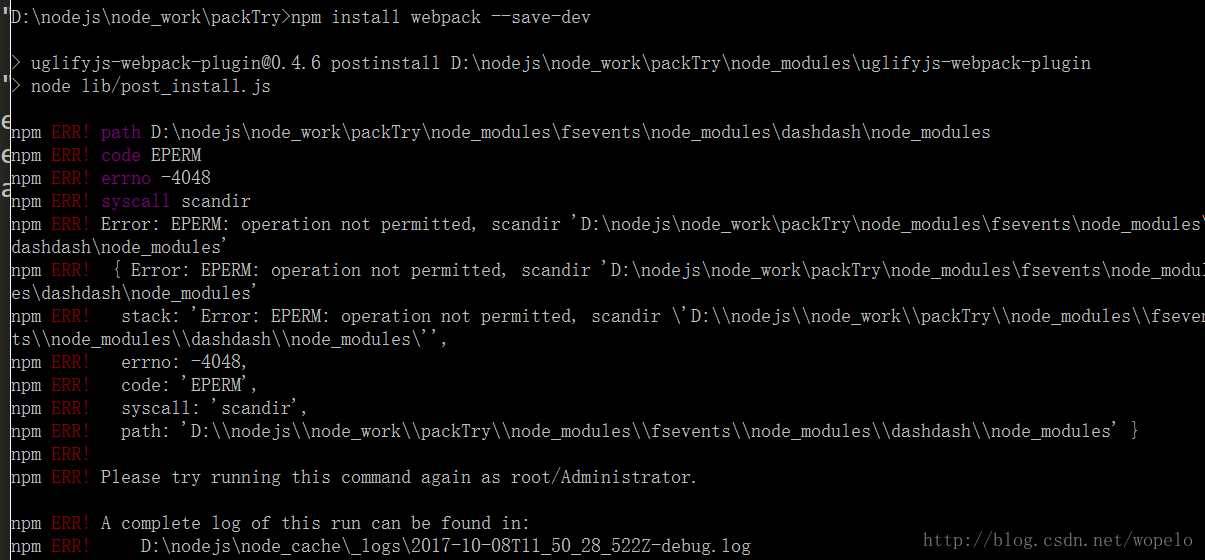 D:\nodejs\node_work\packTry>npm install webpack --save-dev
> uglifyjs-webpack-plugin@0.4.6 postinstall D:\nodejs\node_work\packTry\node_modules\uglifyjs-webpack-plugin
> node lib/post_install.js
npm ERR! path D:\nodejs\node_work\packTry\node_modules\fsevents\node_modules\dashdash\node_modules
npm ERR! code EPERM
npm ERR! errno -4048
npm ERR! syscall scandir
npm ERR! Error: EPERM: operation not permitted, scandir 'D:\nodejs\node_work\packTry\node_modules\fsevents\node_modules\
dashdash\node_modules'
npm ERR!  { Error: EPERM: operation not permitted, scandir 'D:\nodejs\node_work\packTry\node_modules\fsevents\node_modul
es\dashdash\node_modules'
npm ERR!   stack: 'Error: EPERM: operation not permitted, scandir \'D:\\nodejs\\node_work\\packTry\\node_modules\\fseven
ts\\node_modules\\dashdash\\node_modules\'',
npm ERR!   errno: -4048,
npm ERR!   code: 'EPERM',
npm ERR!   syscall: 'scandir',
npm ERR!   path: 'D:\\nodejs\\node_work\\packTry\\node_modules\\fsevents\\node_modules\\dashdash\\node_modules' }
npm ERR!
npm ERR! Please try running this command again as root/Administrator.
npm ERR! A complete log of this run can be found in:
npm ERR!     D:\nodejs\node_cache\_logs\2017-10-08T11_50_28_522Z-debug.log
http://blog.csdn.net/wopelo